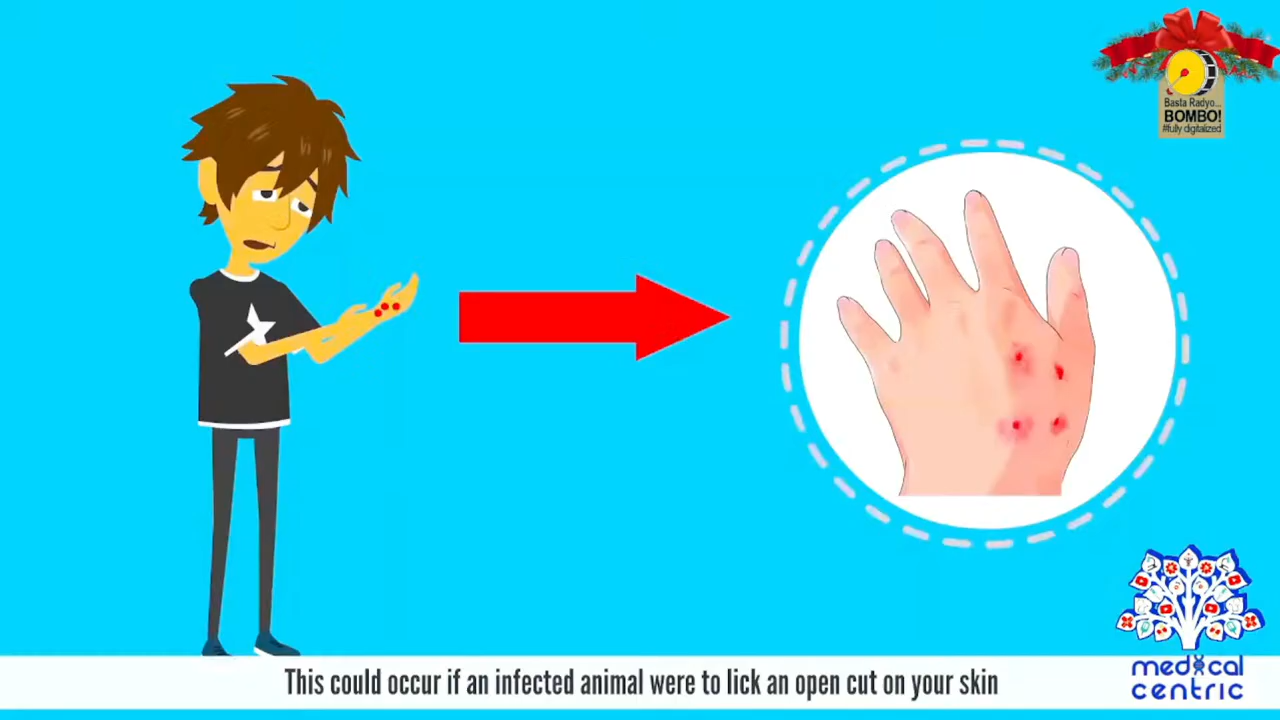 Basta Radyo...
BOMBO!
#fully digitalized
medical
centric
This could occur if an infected animal were to lick an open cut on your skin